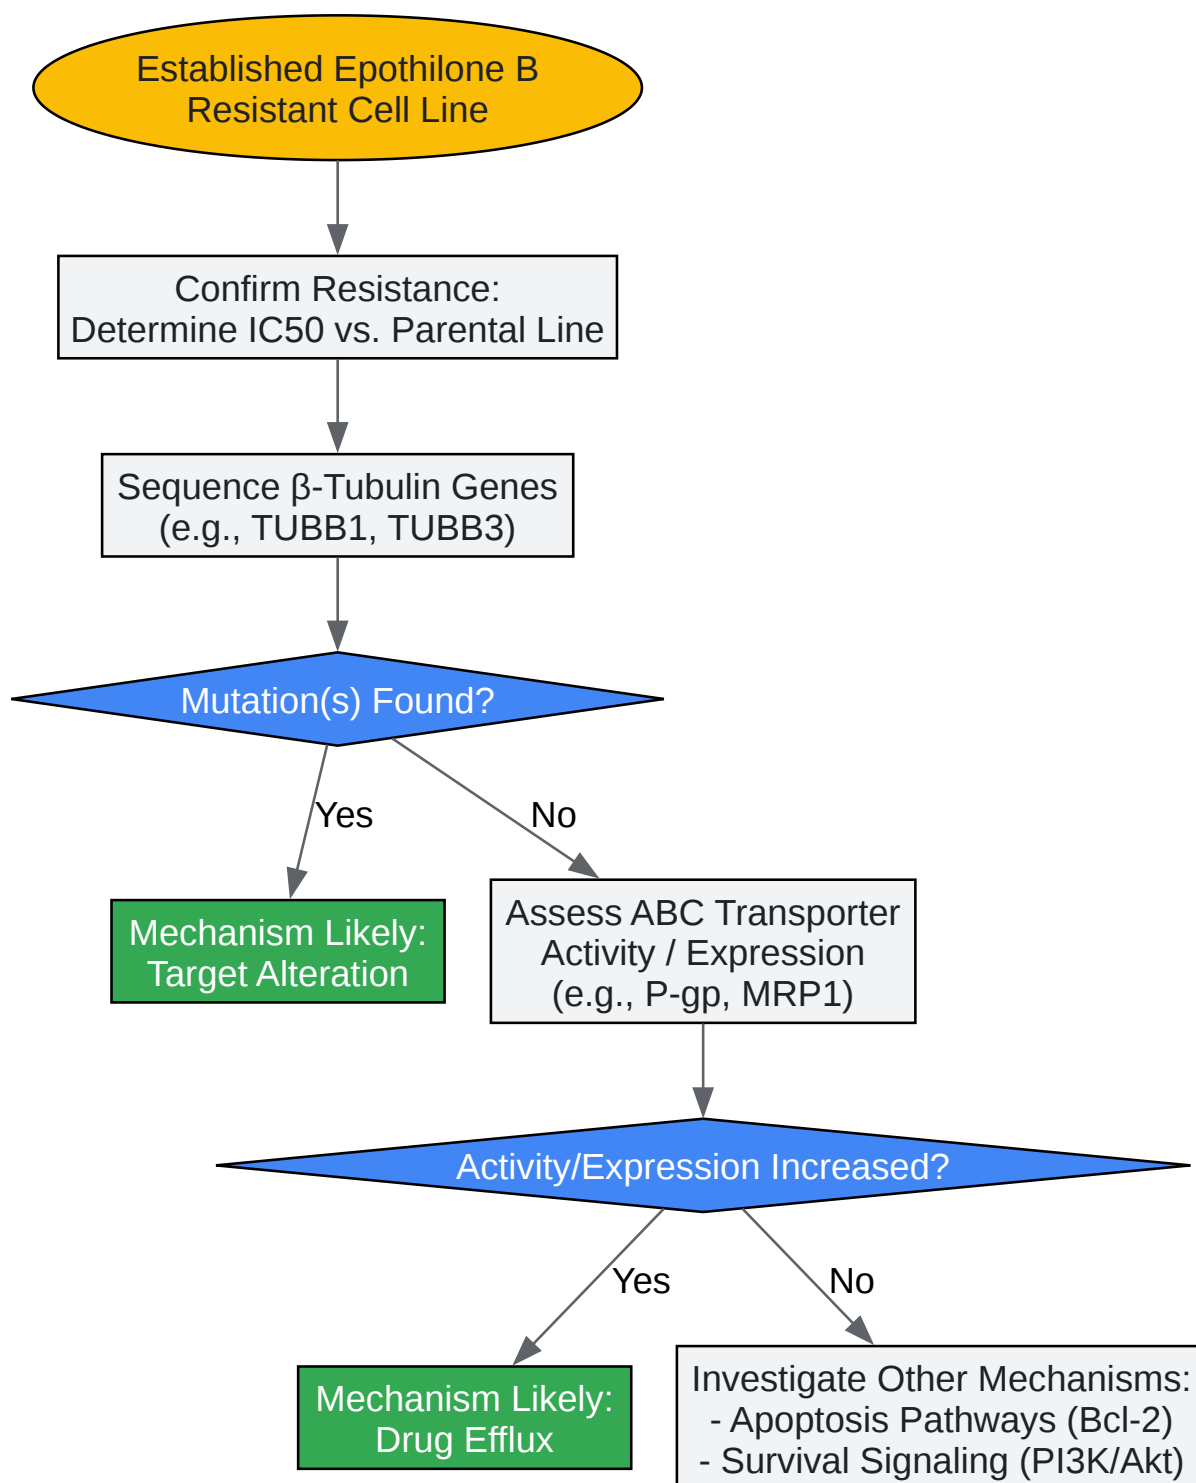 Established Epothilone B
Resistant Cell Line
Confirm Resistance:
Determine IC50 vs. Parental Line
Sequence β-Tubulin Genes
(e.g., TUBB1, TUBB3)
Mutation(s) Found?
Yes
No
Mechanism Likely:
Target Alteration
Assess ABC Transporter
Activity / Expression
(e.g., P-gp, MRP1)
Activity/Expression Increased?
Yes
No
Mechanism Likely:
Drug Efflux
Investigate Other Mechanisms:
- Apoptosis Pathways (Bcl-2)
- Survival Signaling (PI3K/Akt)